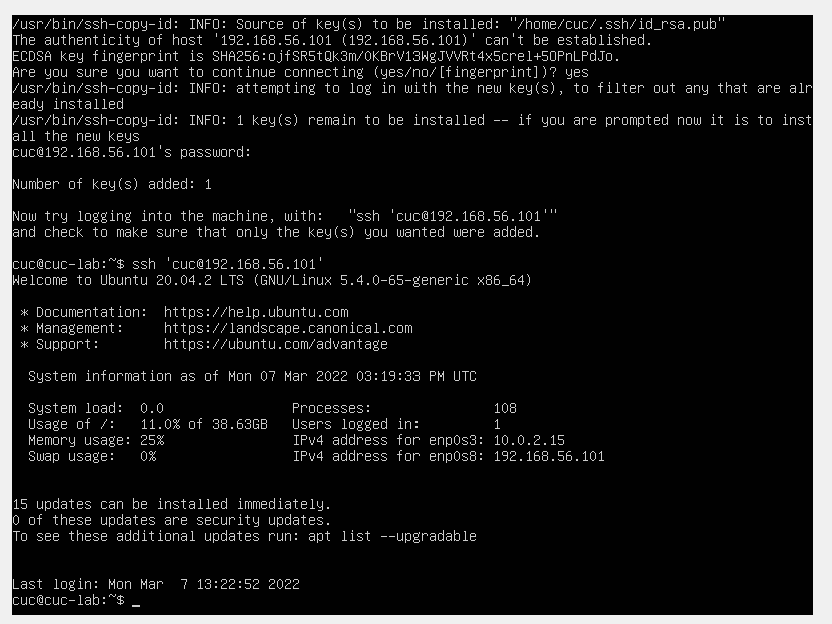 /usr/bin/ssh-copy-id: INFO: Source of key(s) to be installed: "/home/cuc/.ssh/id_rsa.pub"
The authenticity of host '192.168.56.101 (192.168.56.101)' can't be established.
ECDSA key fingerprint is SHA256:ojfSR5tQk3m/0KBrV13WgJVVRt4x5crel+5OPnLPdJo.
Are you sure you want to continue connecting (yes/no/[fingerprint])? yes
/usr/bin/ssh-copy-id: INFO: attempting to log in with the new key(s), to filter out any that are alr
eady installed
/usr/bin/ssh-copy-id: INFO: 1 key(s) remain to be installed -- if you are prompted now it is to inst
all the new keys
cuc@192.168.56.101's password:
Number of key(s) added: 1
Now try logging into the machine, with:   "ssh 'cuc@192.168.56.101'"
and check to make sure that only the key(s) you wanted were added.
cuc@cuc-lab:~$ ssh 'cuc@192.168.56.101'
Welcome to Ubuntu 20.04.2 LTS (GNU/Linux 5.4.0-65-generic x86_64)
 * Documentation:  https://help.ubuntu.com
 * Management:     https://landscape.canonical.com
 * Support:        https://ubuntu.com/advantage
  System information as of Mon 07 Mar 2022 03:19:33 PM UTC
  System load:  0.0                Processes:               108
  Usage of /:   11.0% of 38.63GB   Users logged in:         1
  Memory usage: 25%                IPv4 address for enp0s3: 10.0.2.15
  Swap usage:   0%                 IPv4 address for enp0s8: 192.168.56.101
15 updates can be installed immediately.
0 of these updates are security updates.
To see these additional updates run: apt list --upgradable
Last login: Mon Mar  7 13:22:52 2022
cuc@cuc-lab:~$ _